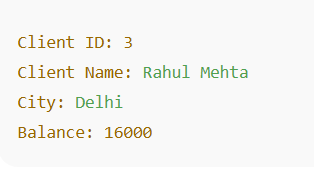 Client ID: 3
Client Name: Rahul Mehta
City: Delhi
Balance: 16000